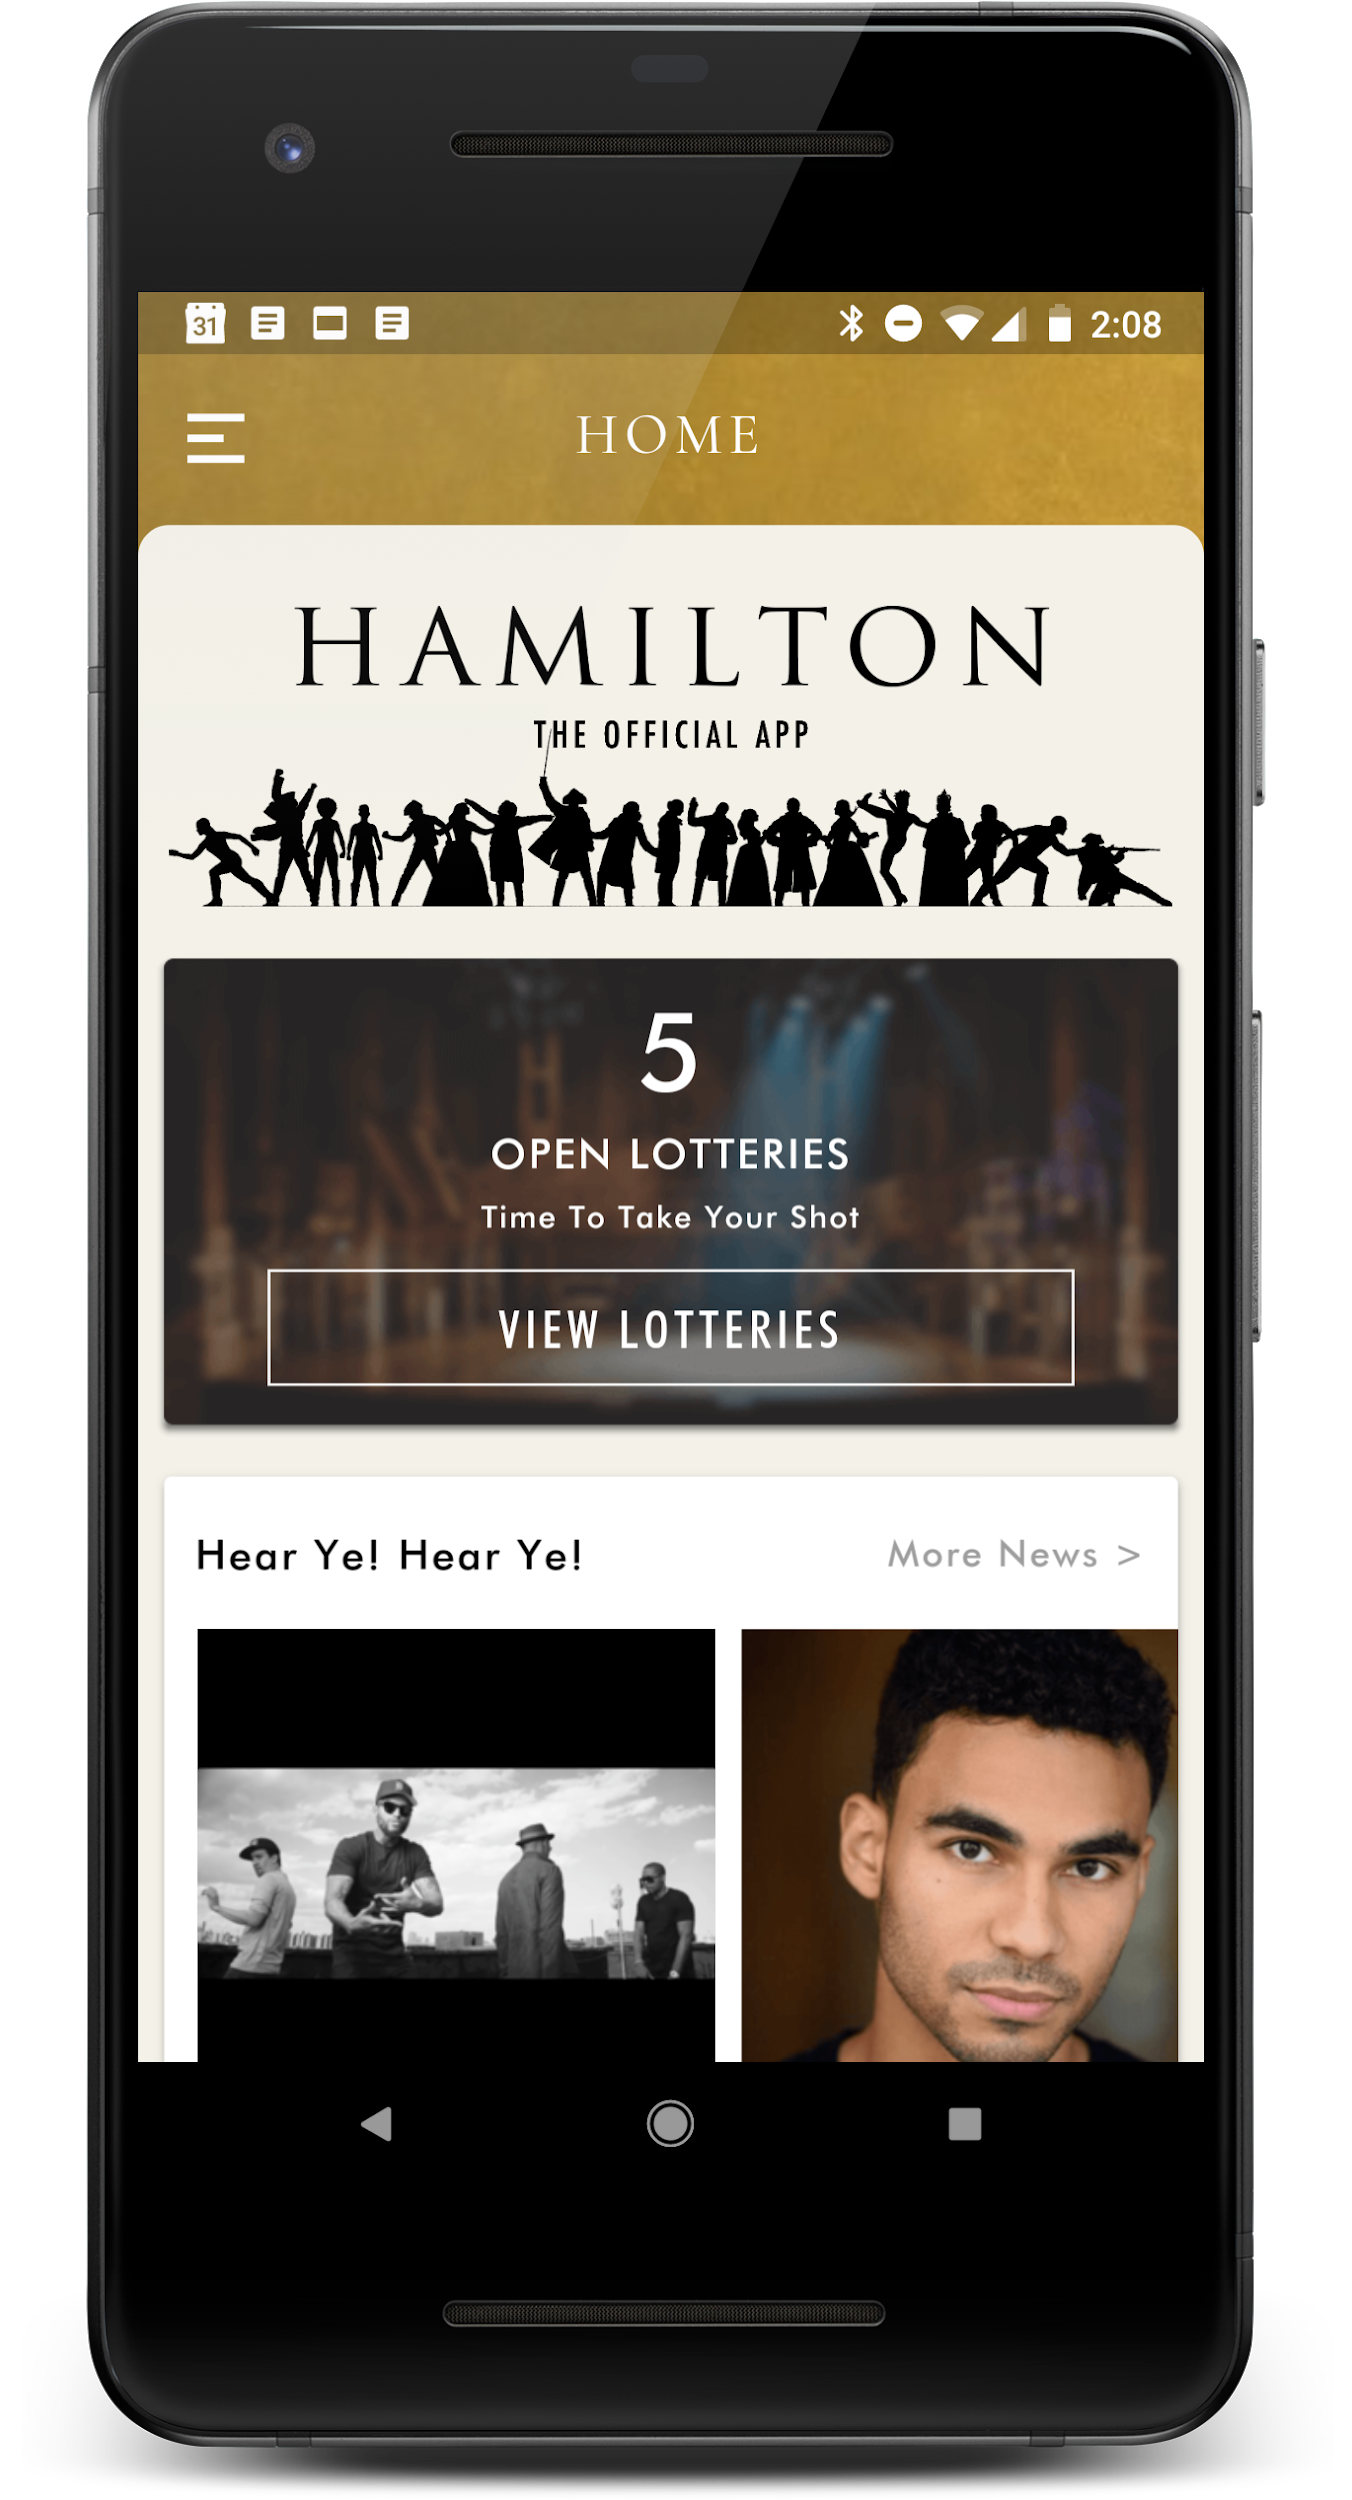 31
2:08
HOME
HAMILTON
THE OFFICIAL APP
5
OPEN LOTTERIES
Time To Take Your Shot
VIEW LOTTERIES
Hear Ye! Hear Ye!
More News >